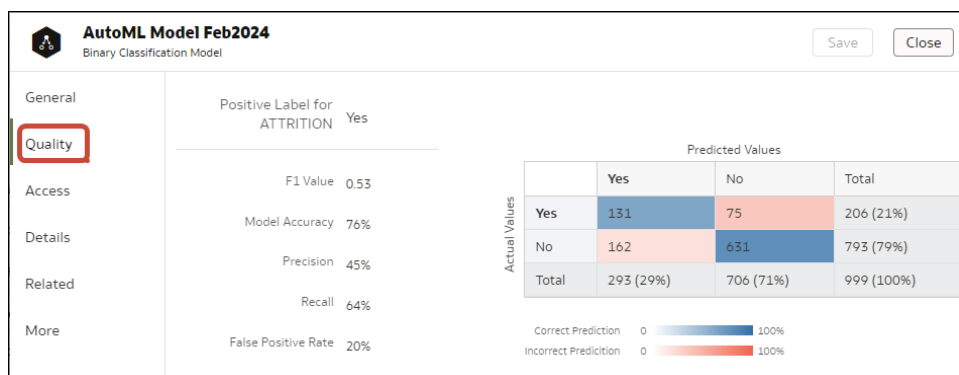 AutoML Model Feb2024
Binary Classification Model
Save
Close
General
Quality
Access
Details
Related
More
Positive Label for
ATTRITION
Yes
F1 Value 0.53
Model Accuracy 76%
Precision 45%
Recall 64%
False Positive Rate 20%
Predicted Values
Actual Values
Yes No Total
Yes 131 75 206 (21%)
No 162 631 793 (79%)
Total 293 (29%) 706 (71%) 999 (100%)
Correct Prediction 0 100%
Incorrect Predicition 0 100%